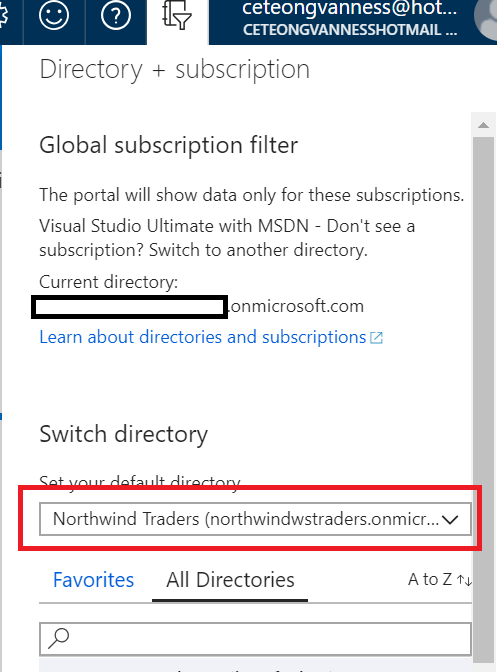 ceteongvanness@hot...
CETEONGVANNESSHOTMAIL ...
Directory + subscription
Global subscription filter
The portal will show data only for these subscriptions.
Visual Studio Ultimate with MSDN - Don't see a
subscription? Switch to another directory.
Current directory:
.onmicrosoft.com
Learn about directories and subscriptions
Switch directory
Set your default directory
Northwind Traders (northwindwstraders.onmicr...
Favorites All Directories A to Z